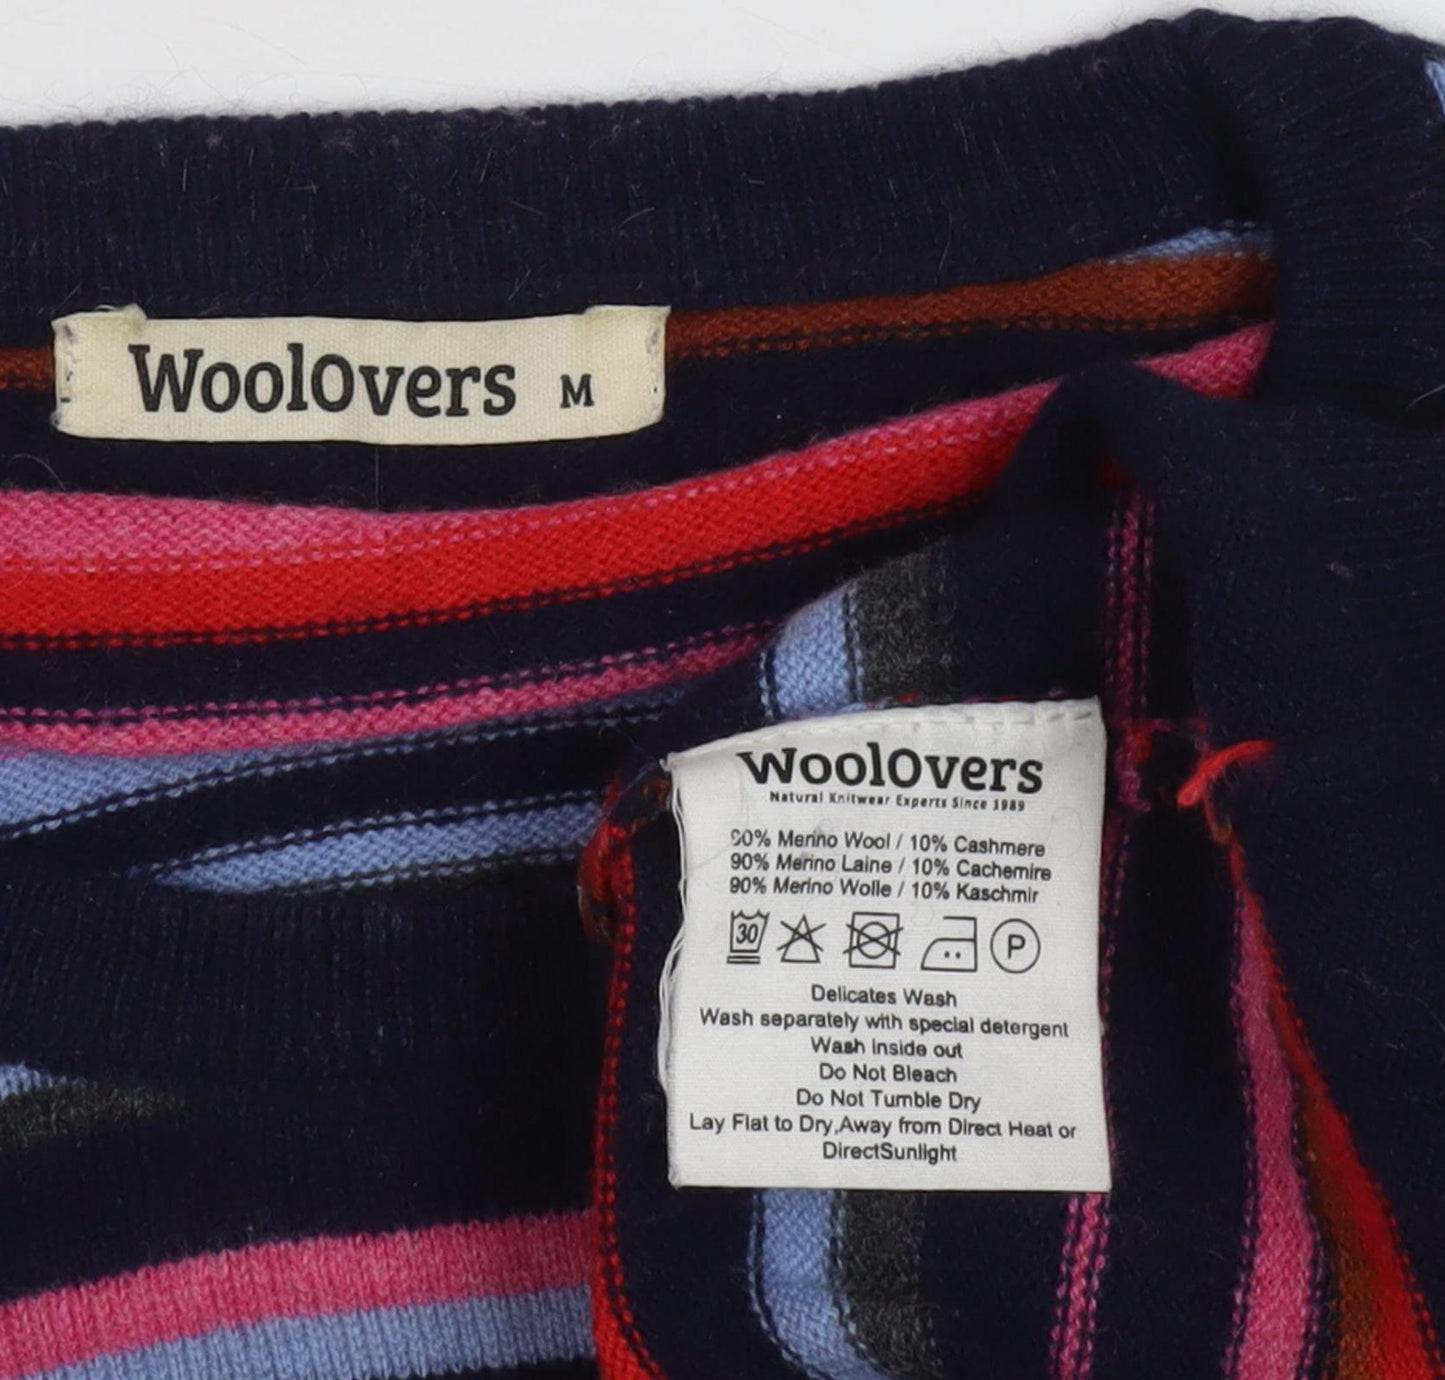 WoolOvers M
WoolOvers
Natural Knitwear Experts Since 1989
90% Merino Wool / 10% Cashmere
90% Merino Laine / 10% Cachemire
90% Merino Wolle / 10% Kaschmir
30 P
Delicates Wash
Wash separately with special detergent
Wash inside out
Do Not Bleach
Do Not Tumble Dry
Lay Flat to Dry,Away from Direct Heat or
DirectSunlight